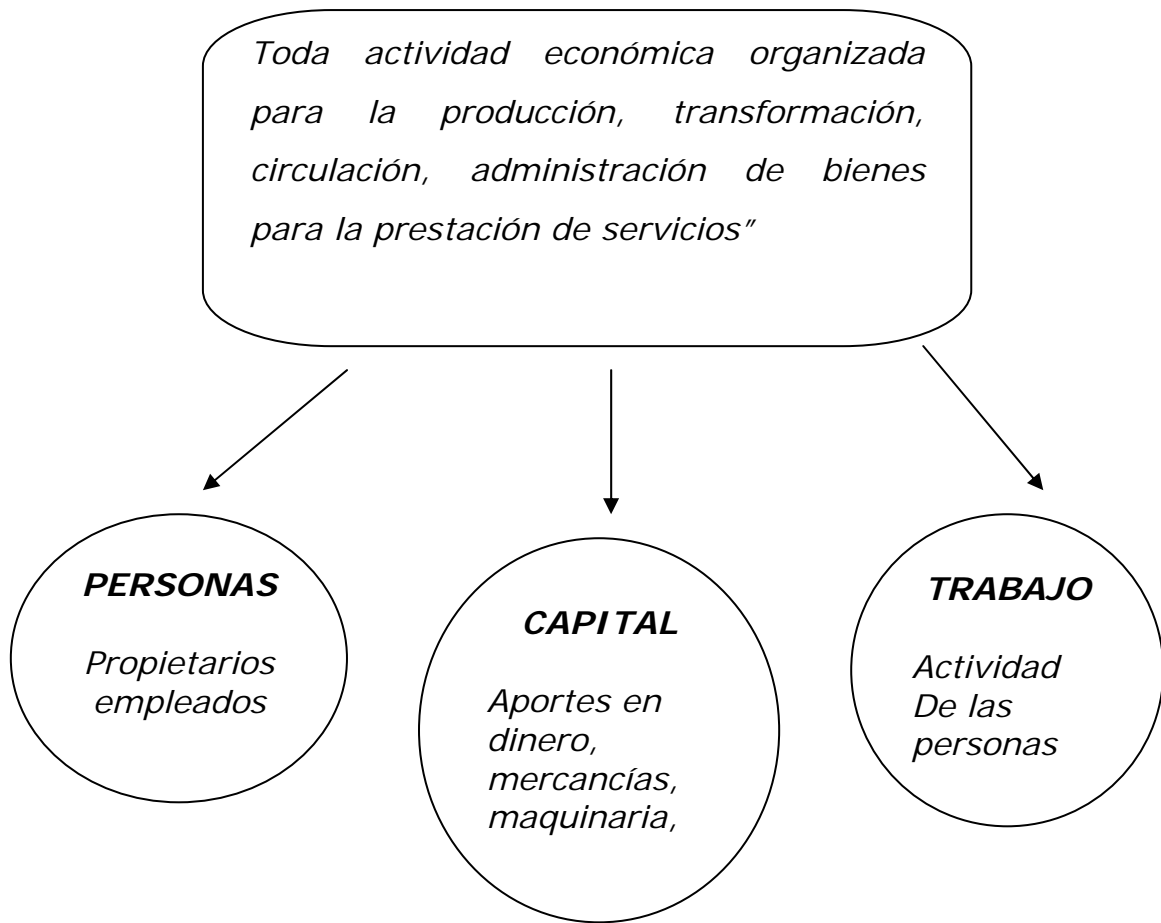 Toda actividad económica organizada
para la producción, transformación,
circulación, administración de bienes
para la prestación de servicios”
PERSONAS
Propietarios
empleados
CAPITAL
Aportes en
dinero,
mercancías,
maquinaria,
TRABAJO
Actividad
De las
personas